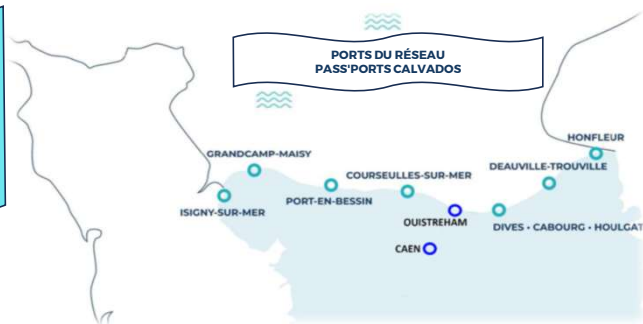 PORTS DU RÉSEAU
PASS'PORTS CALVADOS
HONFLEUR
GRANDCAMP-MAISY
DEAUVILLE-TROUVILLE
COURSEULLES-SUR-MER
ISIGNY-SUR-MER
PORT-EN-BESSIN
OUISTREHAM
DIVES • CABOURG • HOULGAT
CAEN